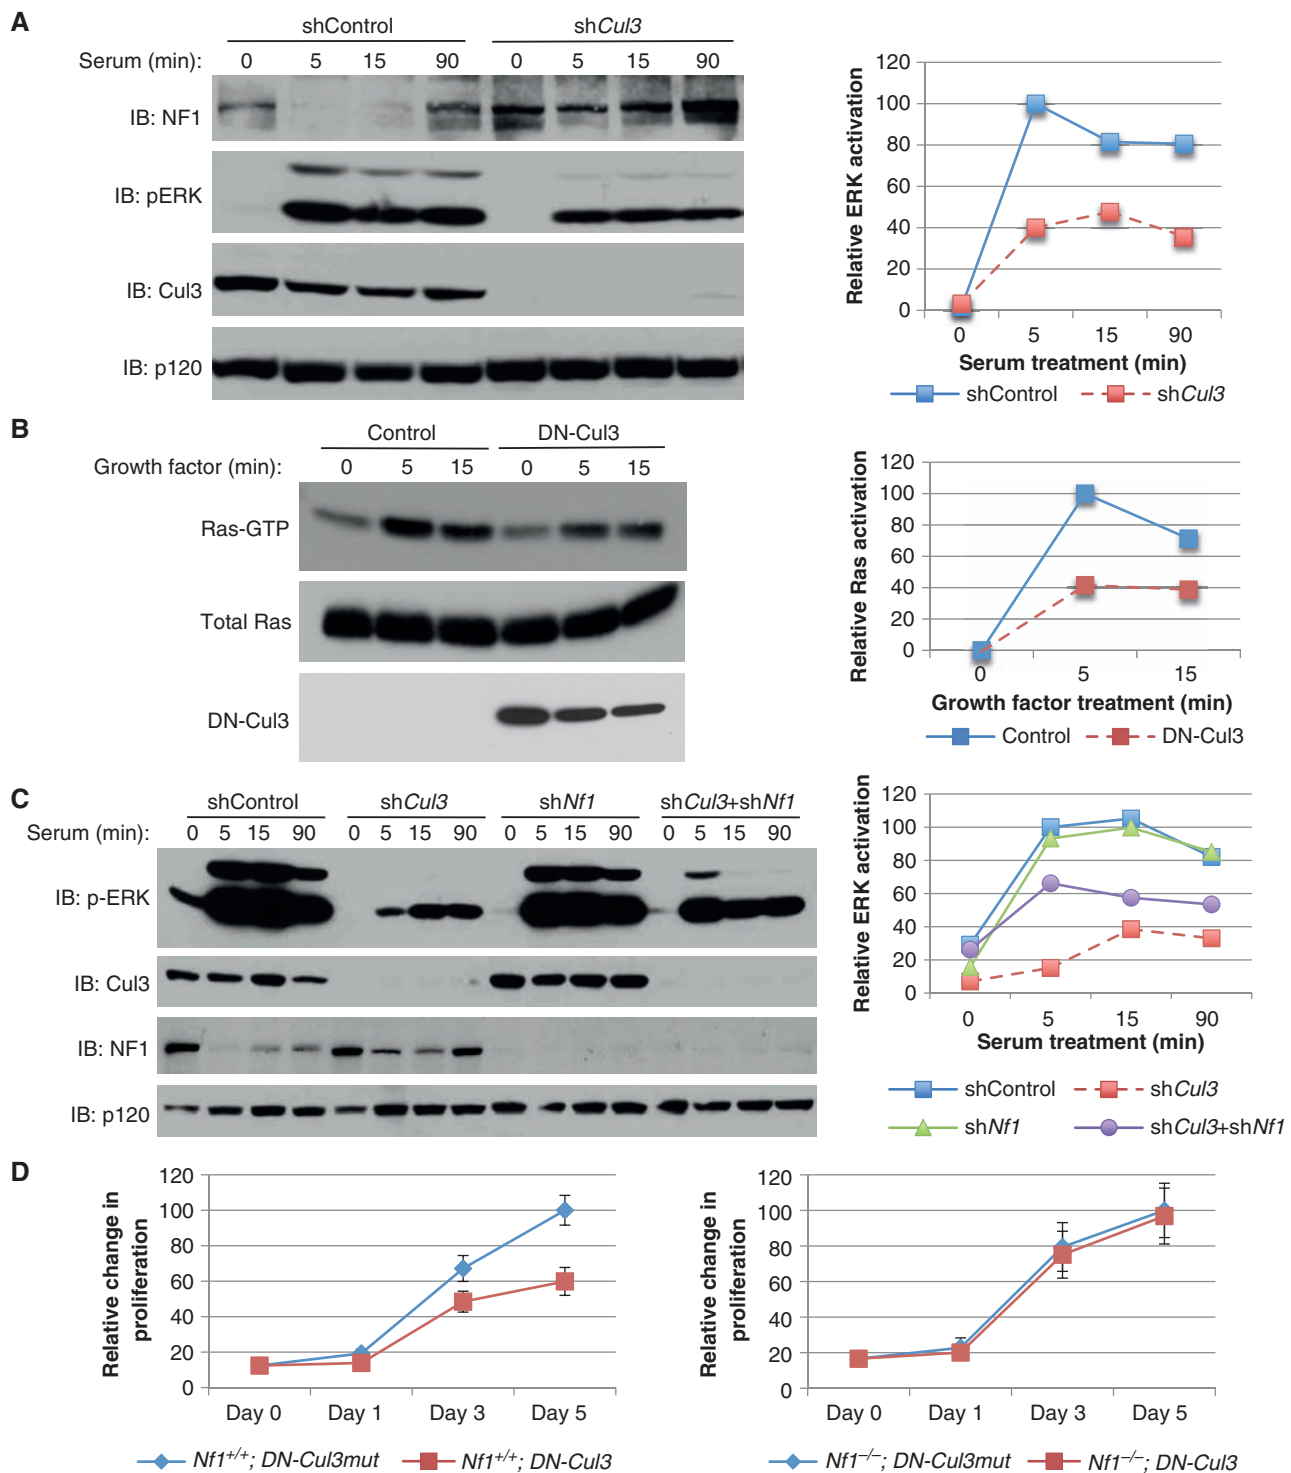 A
shControl shCul3
Serum (min): 0 5 15 90 0 5 15 90
IB: NF1
IB: pERK
IB: Cul3
IB: p120
120
100
80
60
40
20
0
Relative ERK activation
0 5 15 90
Serum treatment (min)
shControl shCul3
B
Control DN-Cul3
Growth factor (min): 0 5 15 0 5 15
Ras-GTP
Total Ras
DN-Cul3
120
100
80
60
40
20
0
Relative Ras activation
0 5 15
Growth factor treatment (min)
Control DN-Cul3
C
shControl shCul3 shNf1 shCul3+shNf1
Serum (min): 0 5 15 90 0 5 15 90 0 5 15 90 0 5 15 90
IB: p-ERK
IB: Cul3
IB: NF1
IB: p120
120
100
80
60
40
20
0
Relative ERK activation
0 5 15 90
Serum treatment (min)
shControl shCul3
shNf1 shCul3+shNf1
D
120
100
80
60
40
20
0
Relative change in
proliferation
Day 0 Day 1 Day 3 Day 5
Nf1+/+; DN-Cul3mut Nf1+/+; DN-Cul3
120
100
80
60
40
20
0
Relative change in
proliferation
Day 0 Day 1 Day 3 Day 5
Nf1–/–; DN-Cul3mut Nf1–/–; DN-Cul3